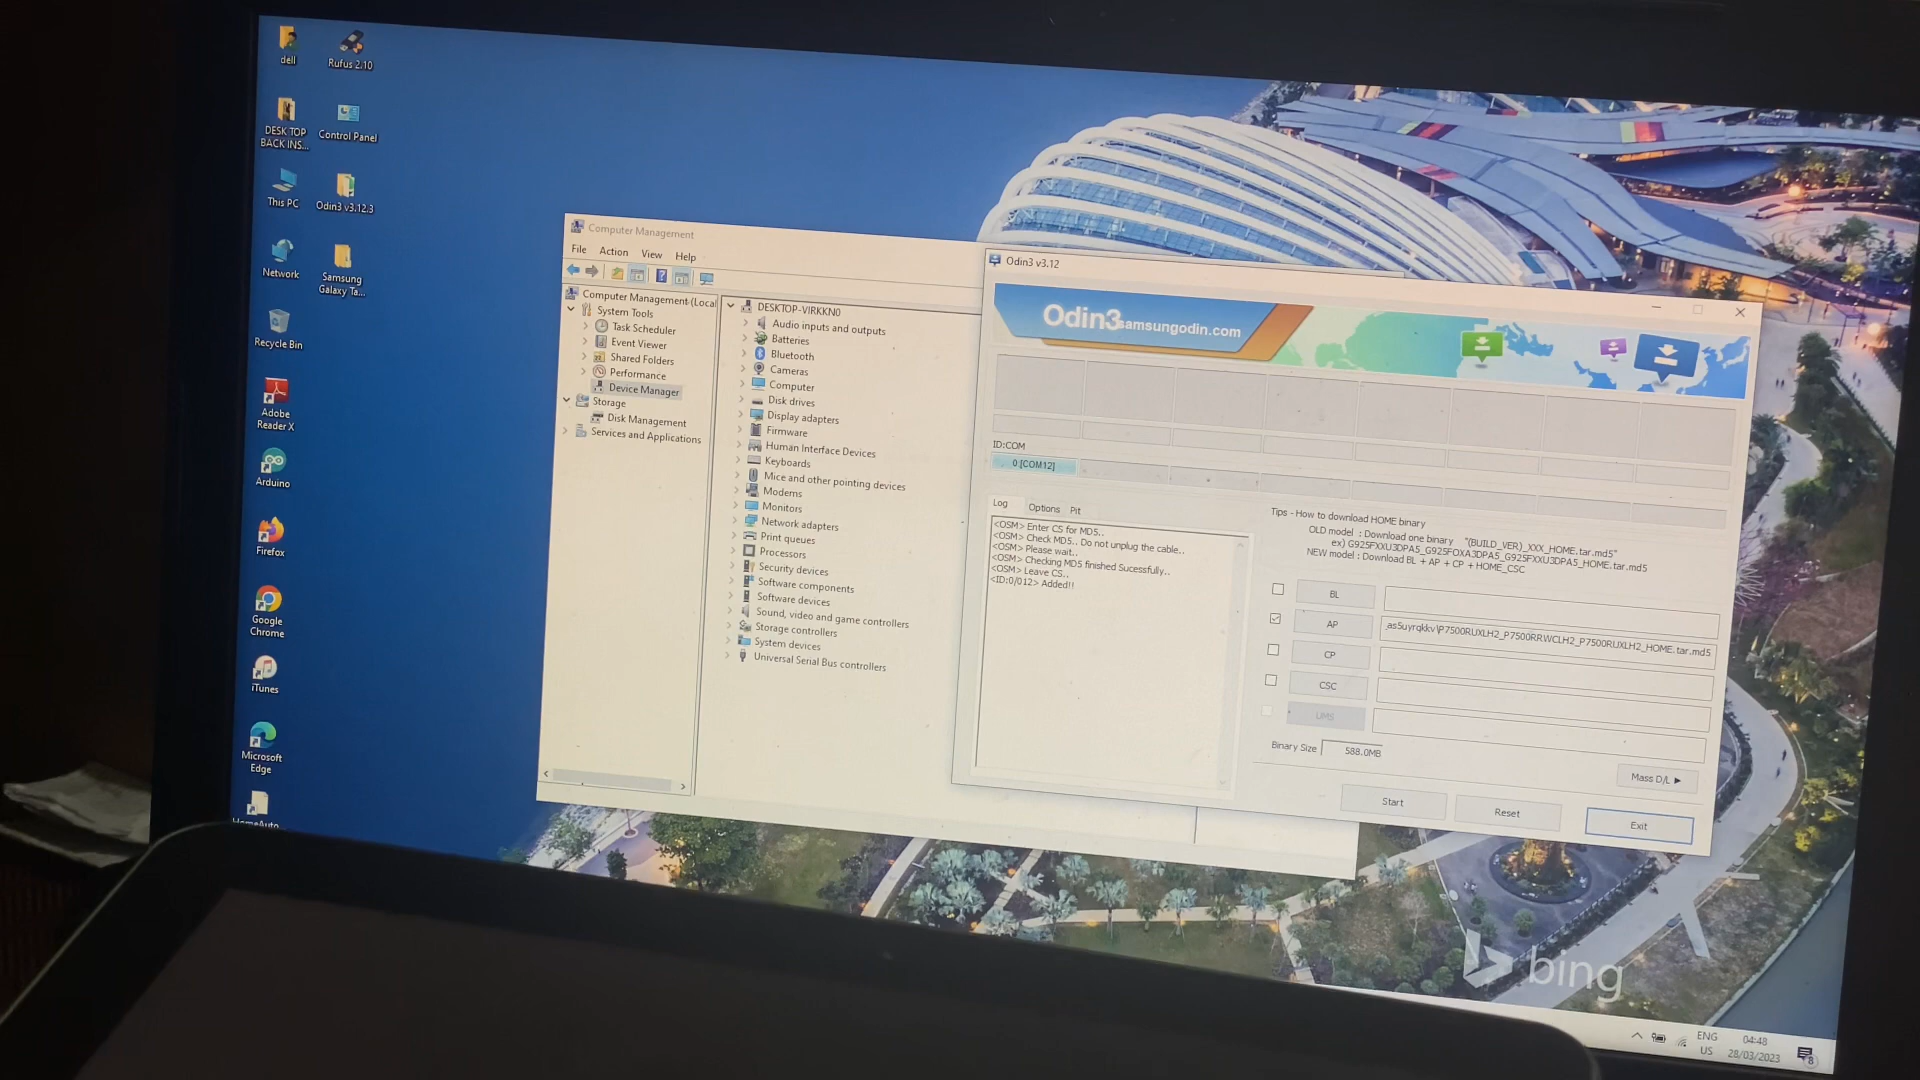 dell
Rufus 2.10
DESK TOP
BACK INS...
Control Panel
This PC
Odin3 v3.12.3
Network
Samsung
Galaxy Ta...
Recycle Bin
Adobe
Reader X
Arduino
Firefox
Google
Chrome
iTunes
Microsoft
Edge
HomeAuto...
Computer Management
File Action View Help
Computer Management (Local
System Tools
Task Scheduler
Event Viewer
Shared Folders
Performance
Device Manager
Storage
Disk Management
Services and Applications
DESKTOP-VIRKKN0
Audio inputs and outputs
Batteries
Bluetooth
Cameras
Computer
Disk drives
Display adapters
Firmware
Human Interface Devices
Keyboards
Mice and other pointing devices
Modems
Monitors
Network adapters
Print queues
Processors
Security devices
Software components
Software devices
Sound, video and game controllers
Storage controllers
System devices
Universal Serial Bus controllers
Odin3 v3.12
Odin3
samsungodin.com
ID:COM
0:[COM12]
Log Options Pit
<OSM> Enter CS for MD5..
<OSM> Check MD5.. Do not unplug the cable..
<OSM> Please wait..
<OSM> Checking MD5 finished Sucessfully..
<OSM> Leave CS..
<ID:0/012> Added!!
Tips - How to download HOME binary
OLD model : Download one binary "(BUILD_VER)_XXX_HOME.tar.md5"
ex) G925FXXU3DPA5_G925FOXA3DPA5_G925FXXU3DPA5_HOME.tar.md5
NEW model : Download BL + AP + CP + HOME_CSC
BL
AP
_as5uyrqkkv\P7500RUXLH2_P7500RRWCLH2_P7500RUXLH2_HOME.tar.md5
CP
CSC
UMS
Binary Size 588.0MB
Mass D/L
Start Reset Exit
bing
ENG
US
04:48
28/03/2023
8